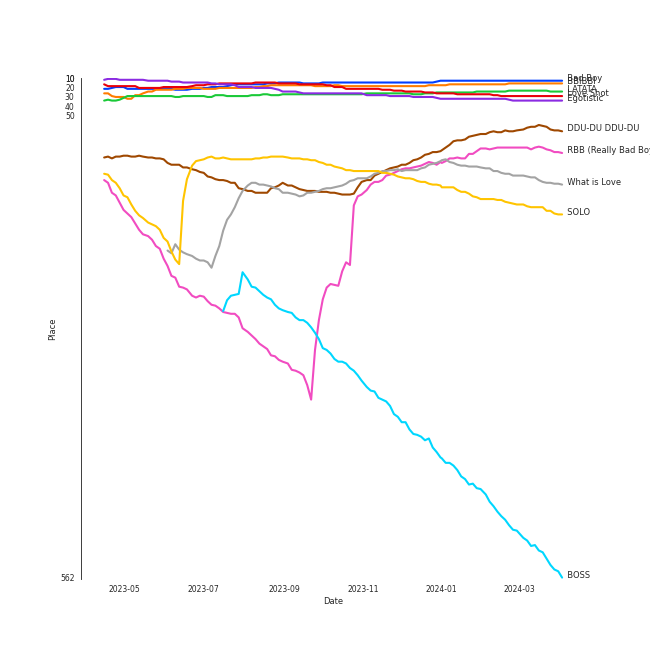 10
20
30
40
50
562
Place
Bad Boy
BBIBBI
LATATA
Love Shot
Egotistic
DDU-DU DDU-DU
RBB (Really Bad Boy
What is Love
SOLO
BOSS
2023-05
2023-07
2023-09
2023-11
2024-01
2024-03
Date